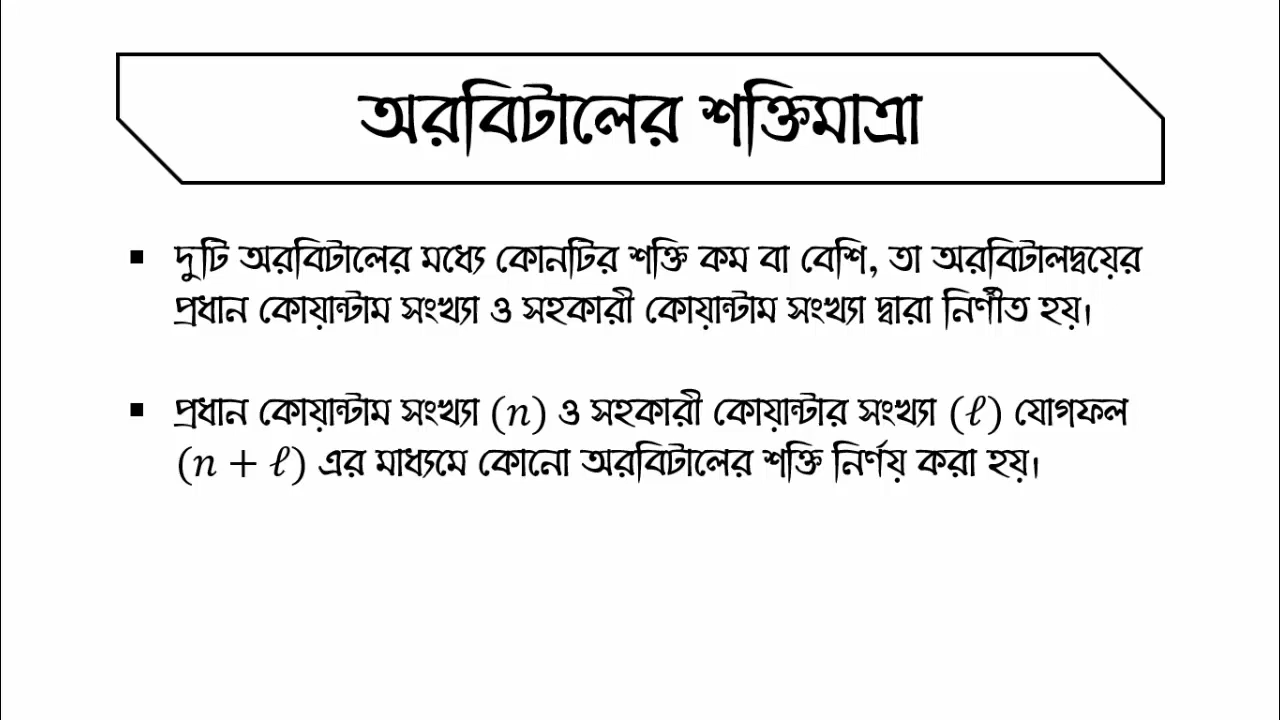 অরবিটালের শক্তিমাত্রা
▪ দুটি অরবিটালের মধ্যে কোনটির শক্তি কম বা বেশি, তা অরবিটালদ্বয়ের
প্রধান কোয়ান্টাম সংখ্যা ও সহকারী কোয়ান্টাম সংখ্যা দ্বারা নির্ণীত হয়।
▪ প্রধান কোয়ান্টাম সংখ্যা (n) ও সহকারী কোয়ান্টার সংখ্যা (ℓ) যোগফল
(n + ℓ) এর মাধ্যমে কোনো অরবিটালের শক্তি নির্ণয় করা হয়।